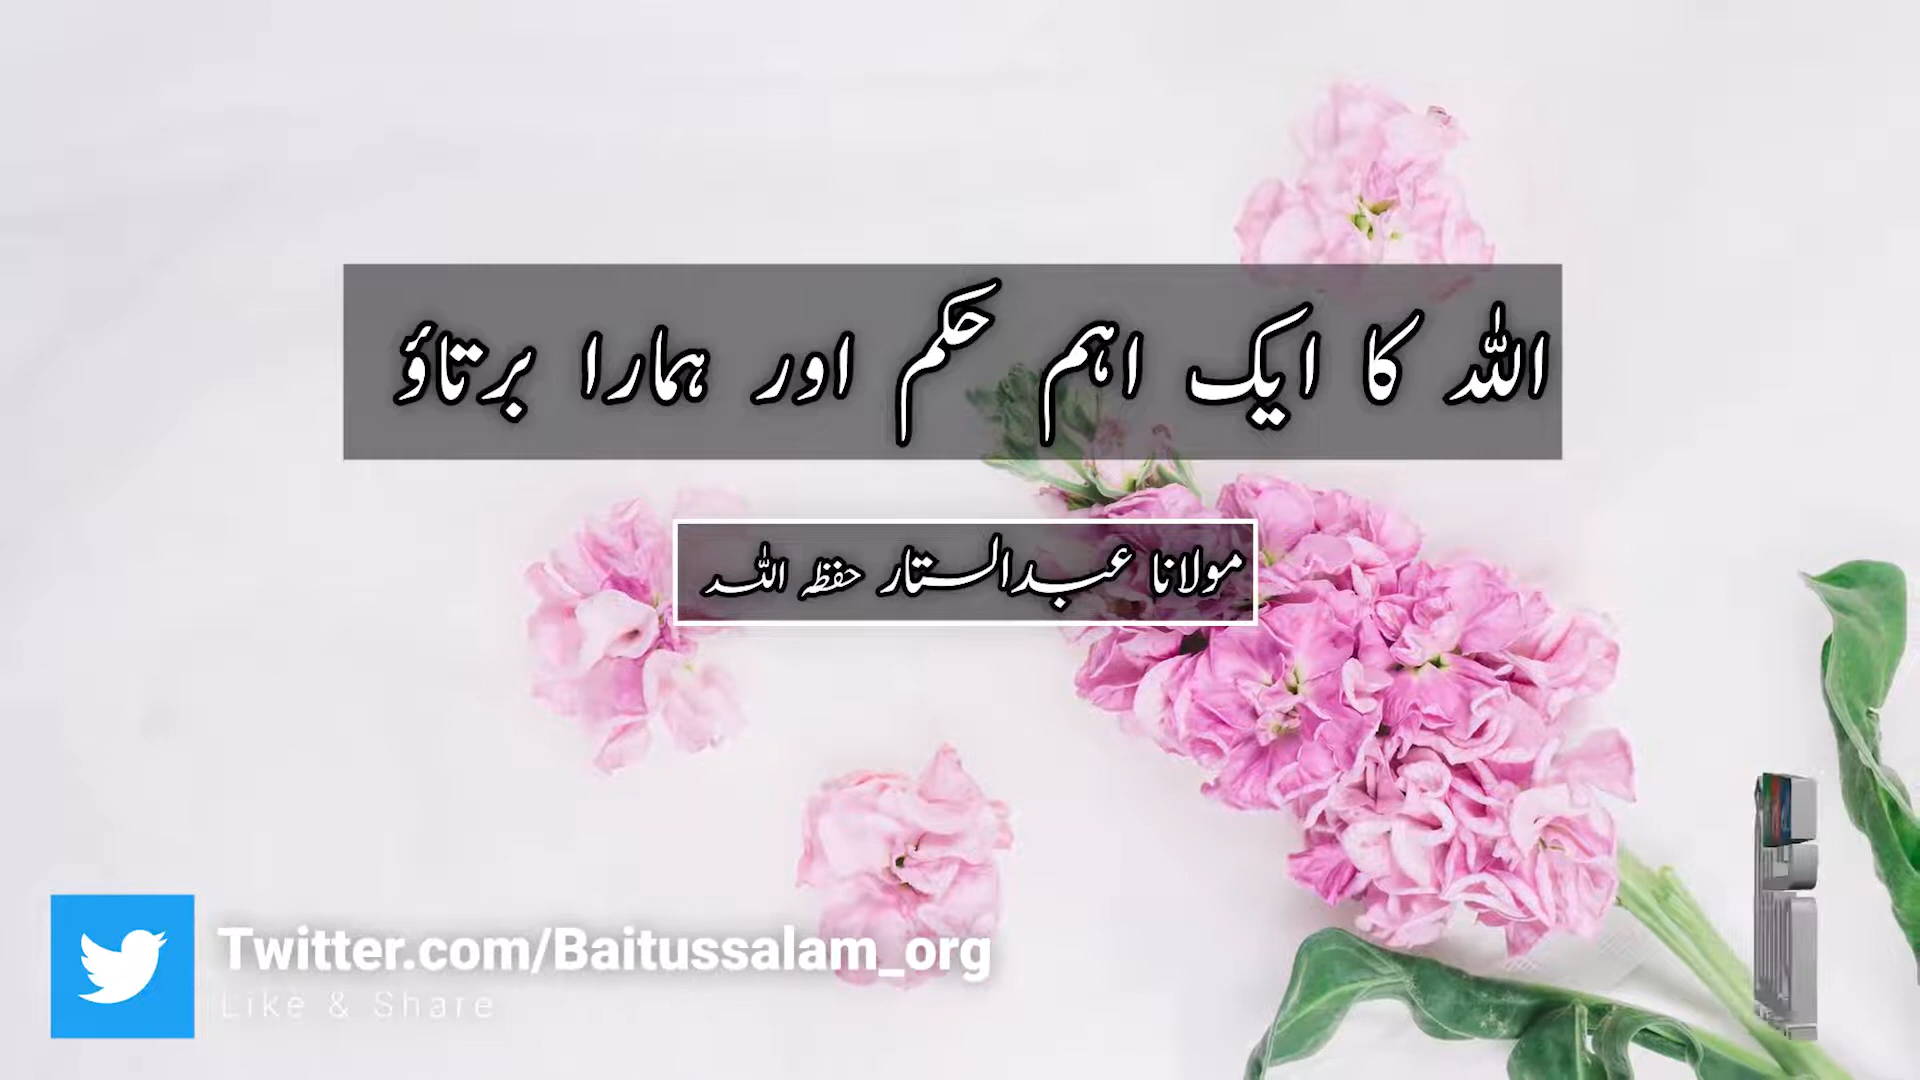 اللہ کا ایک اہم حکم اور ہمارا برتاؤ
مولانا عبدالستار حفظہ اللہ
Twitter.com/Baitussalam_org
Like & Share